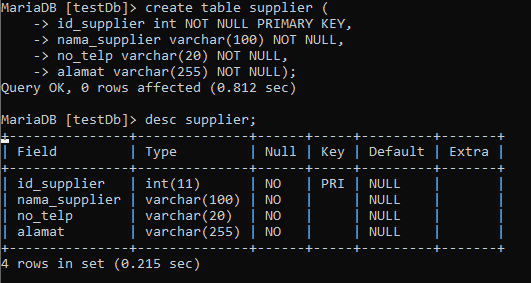 MariaDB [testDb]> create table supplier (
    -> id_supplier int NOT NULL PRIMARY KEY,
    -> nama_supplier varchar(100) NOT NULL,
    -> no_telp varchar(20) NOT NULL,
    -> alamat varchar(255) NOT NULL);
Query OK, 0 rows affected (0.812 sec)

MariaDB [testDb]> desc supplier;
+---------------+--------------+------+-----+---------+-------+
| Field         | Type         | Null | Key | Default | Extra |
+---------------+--------------+------+-----+---------+-------+
| id_supplier   | int(11)      | NO   | PRI | NULL    |       |
| nama_supplier | varchar(100) | NO   |     | NULL    |       |
| no_telp       | varchar(20)  | NO   |     | NULL    |       |
| alamat        | varchar(255) | NO   |     | NULL    |       |
+---------------+--------------+------+-----+---------+-------+
4 rows in set (0.215 sec)